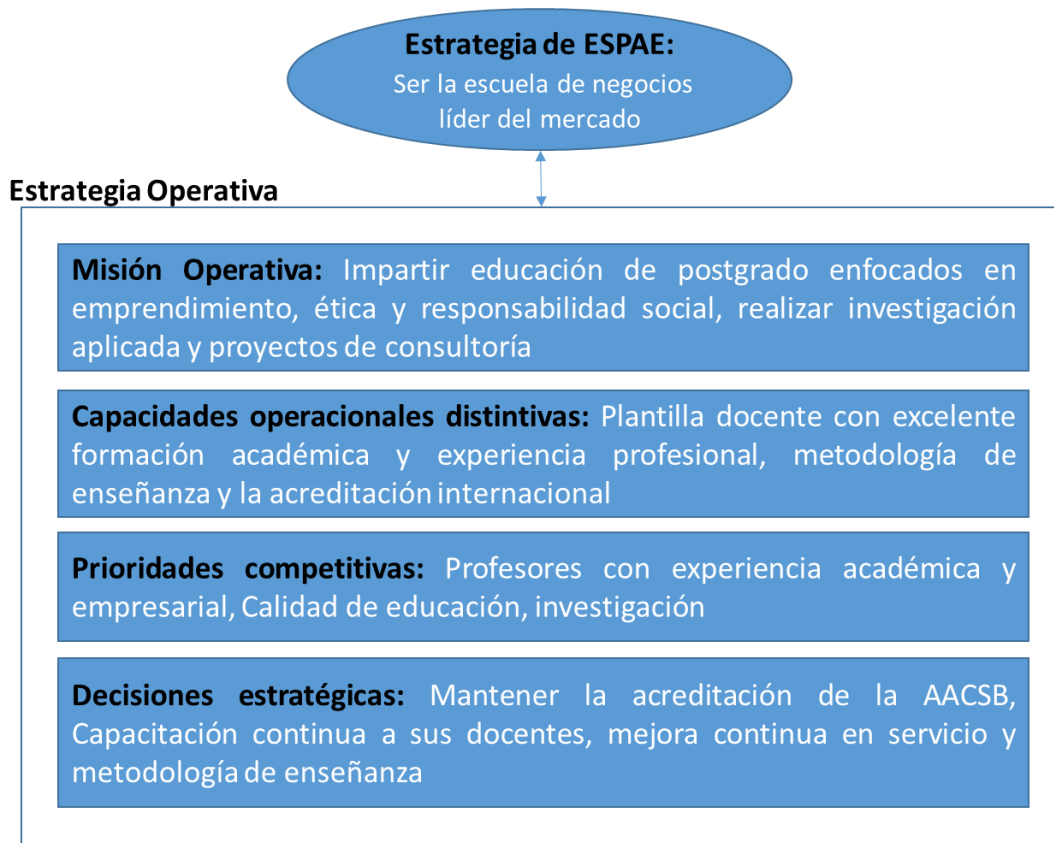 Estrategia de ESPAE:
Ser la escuela de negocios
líder del mercado
Estrategia Operativa
Misión Operativa: Impartir educación de postgrado enfocados en
emprendimiento, ética y responsabilidad social, realizar investigación
aplicada y proyectos de consultoría
Capacidades operacionales distintivas: Plantilla docente con excelente
formación académica y experiencia profesional, metodología de
enseñanza y la acreditación internacional
Prioridades competitivas: Profesores con experiencia académica y
empresarial, Calidad de educación, investigación
Decisiones estratégicas: Mantener la acreditación de la AACSB,
Capacitación continua a sus docentes, mejora continua en servicio y
metodología de enseñanza